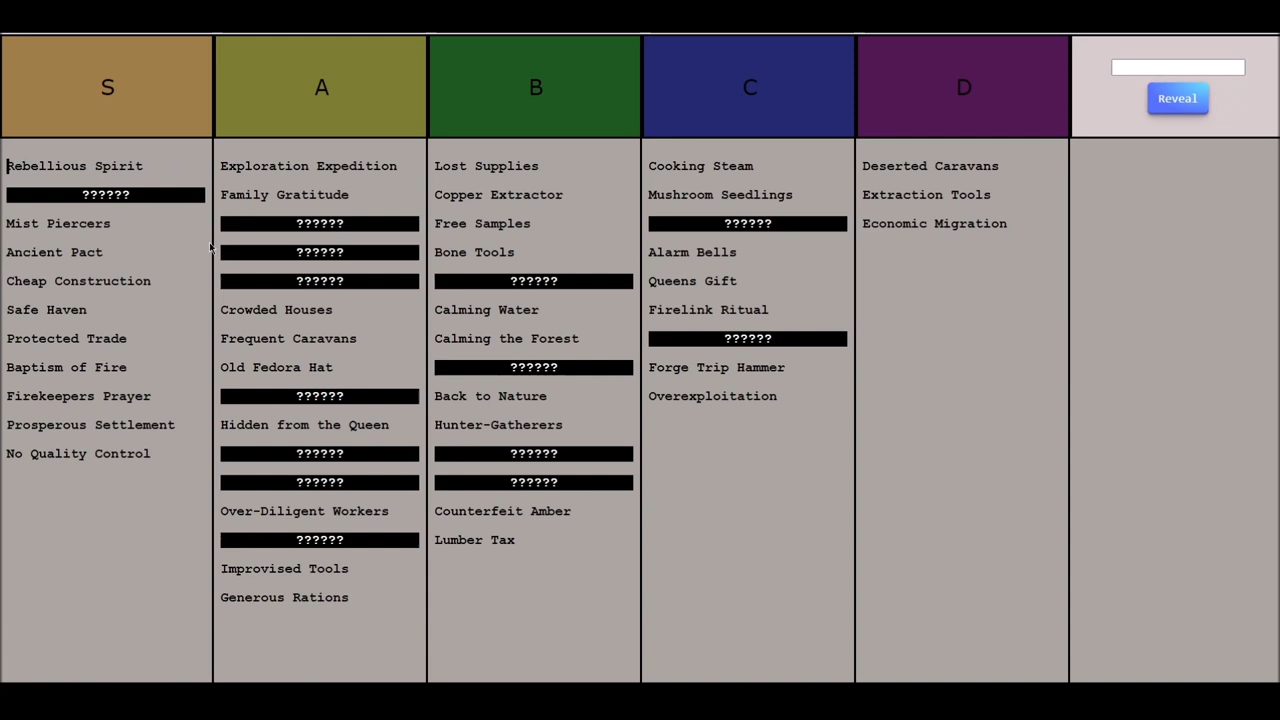 S
A
B
C
D
Reveal
Rebellious Spirit
??????
Mist Piercers
Ancient Pact
Cheap Construction
Safe Haven
Protected Trade
Baptism of Fire
Firekeepers Prayer
Prosperous Settlement
No Quality Control
Exploration Expedition
Family Gratitude
??????
??????
??????
Crowded Houses
Frequent Caravans
Old Fedora Hat
??????
Hidden from the Queen
??????
??????
Over-Diligent Workers
??????
Improvised Tools
Generous Rations
Lost Supplies
Copper Extractor
Free Samples
Bone Tools
??????
Calming Water
Calming the Forest
??????
Back to Nature
Hunter-Gatherers
??????
??????
Counterfeit Amber
Lumber Tax
Cooking Steam
Mushroom Seedlings
??????
Alarm Bells
Queens Gift
Firelink Ritual
??????
Forge Trip Hammer
Overexploitation
Deserted Caravans
Extraction Tools
Economic Migration